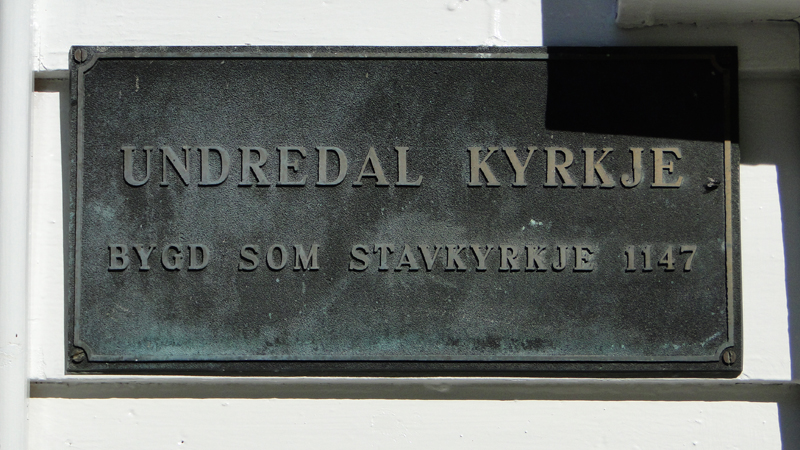 UNDREDAL KYRKJE
BYGD SOM STAVKYRKJE 1147